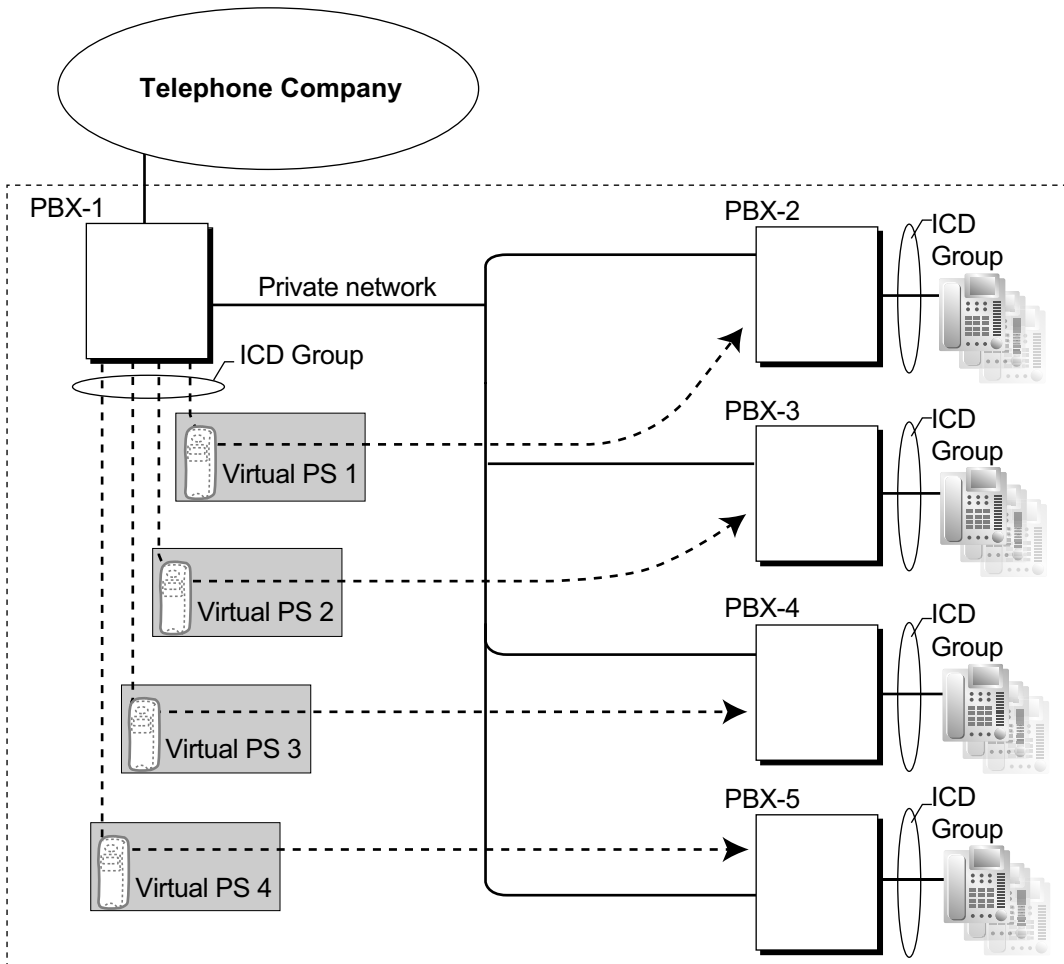 Telephone Company
PBX-1
Private network
ICD Group
Virtual PS 1
Virtual PS 2
Virtual PS 3
Virtual PS 4
PBX-2
ICD
Group
PBX-3
ICD
Group
PBX-4
ICD
Group
PBX-5
ICD
Group